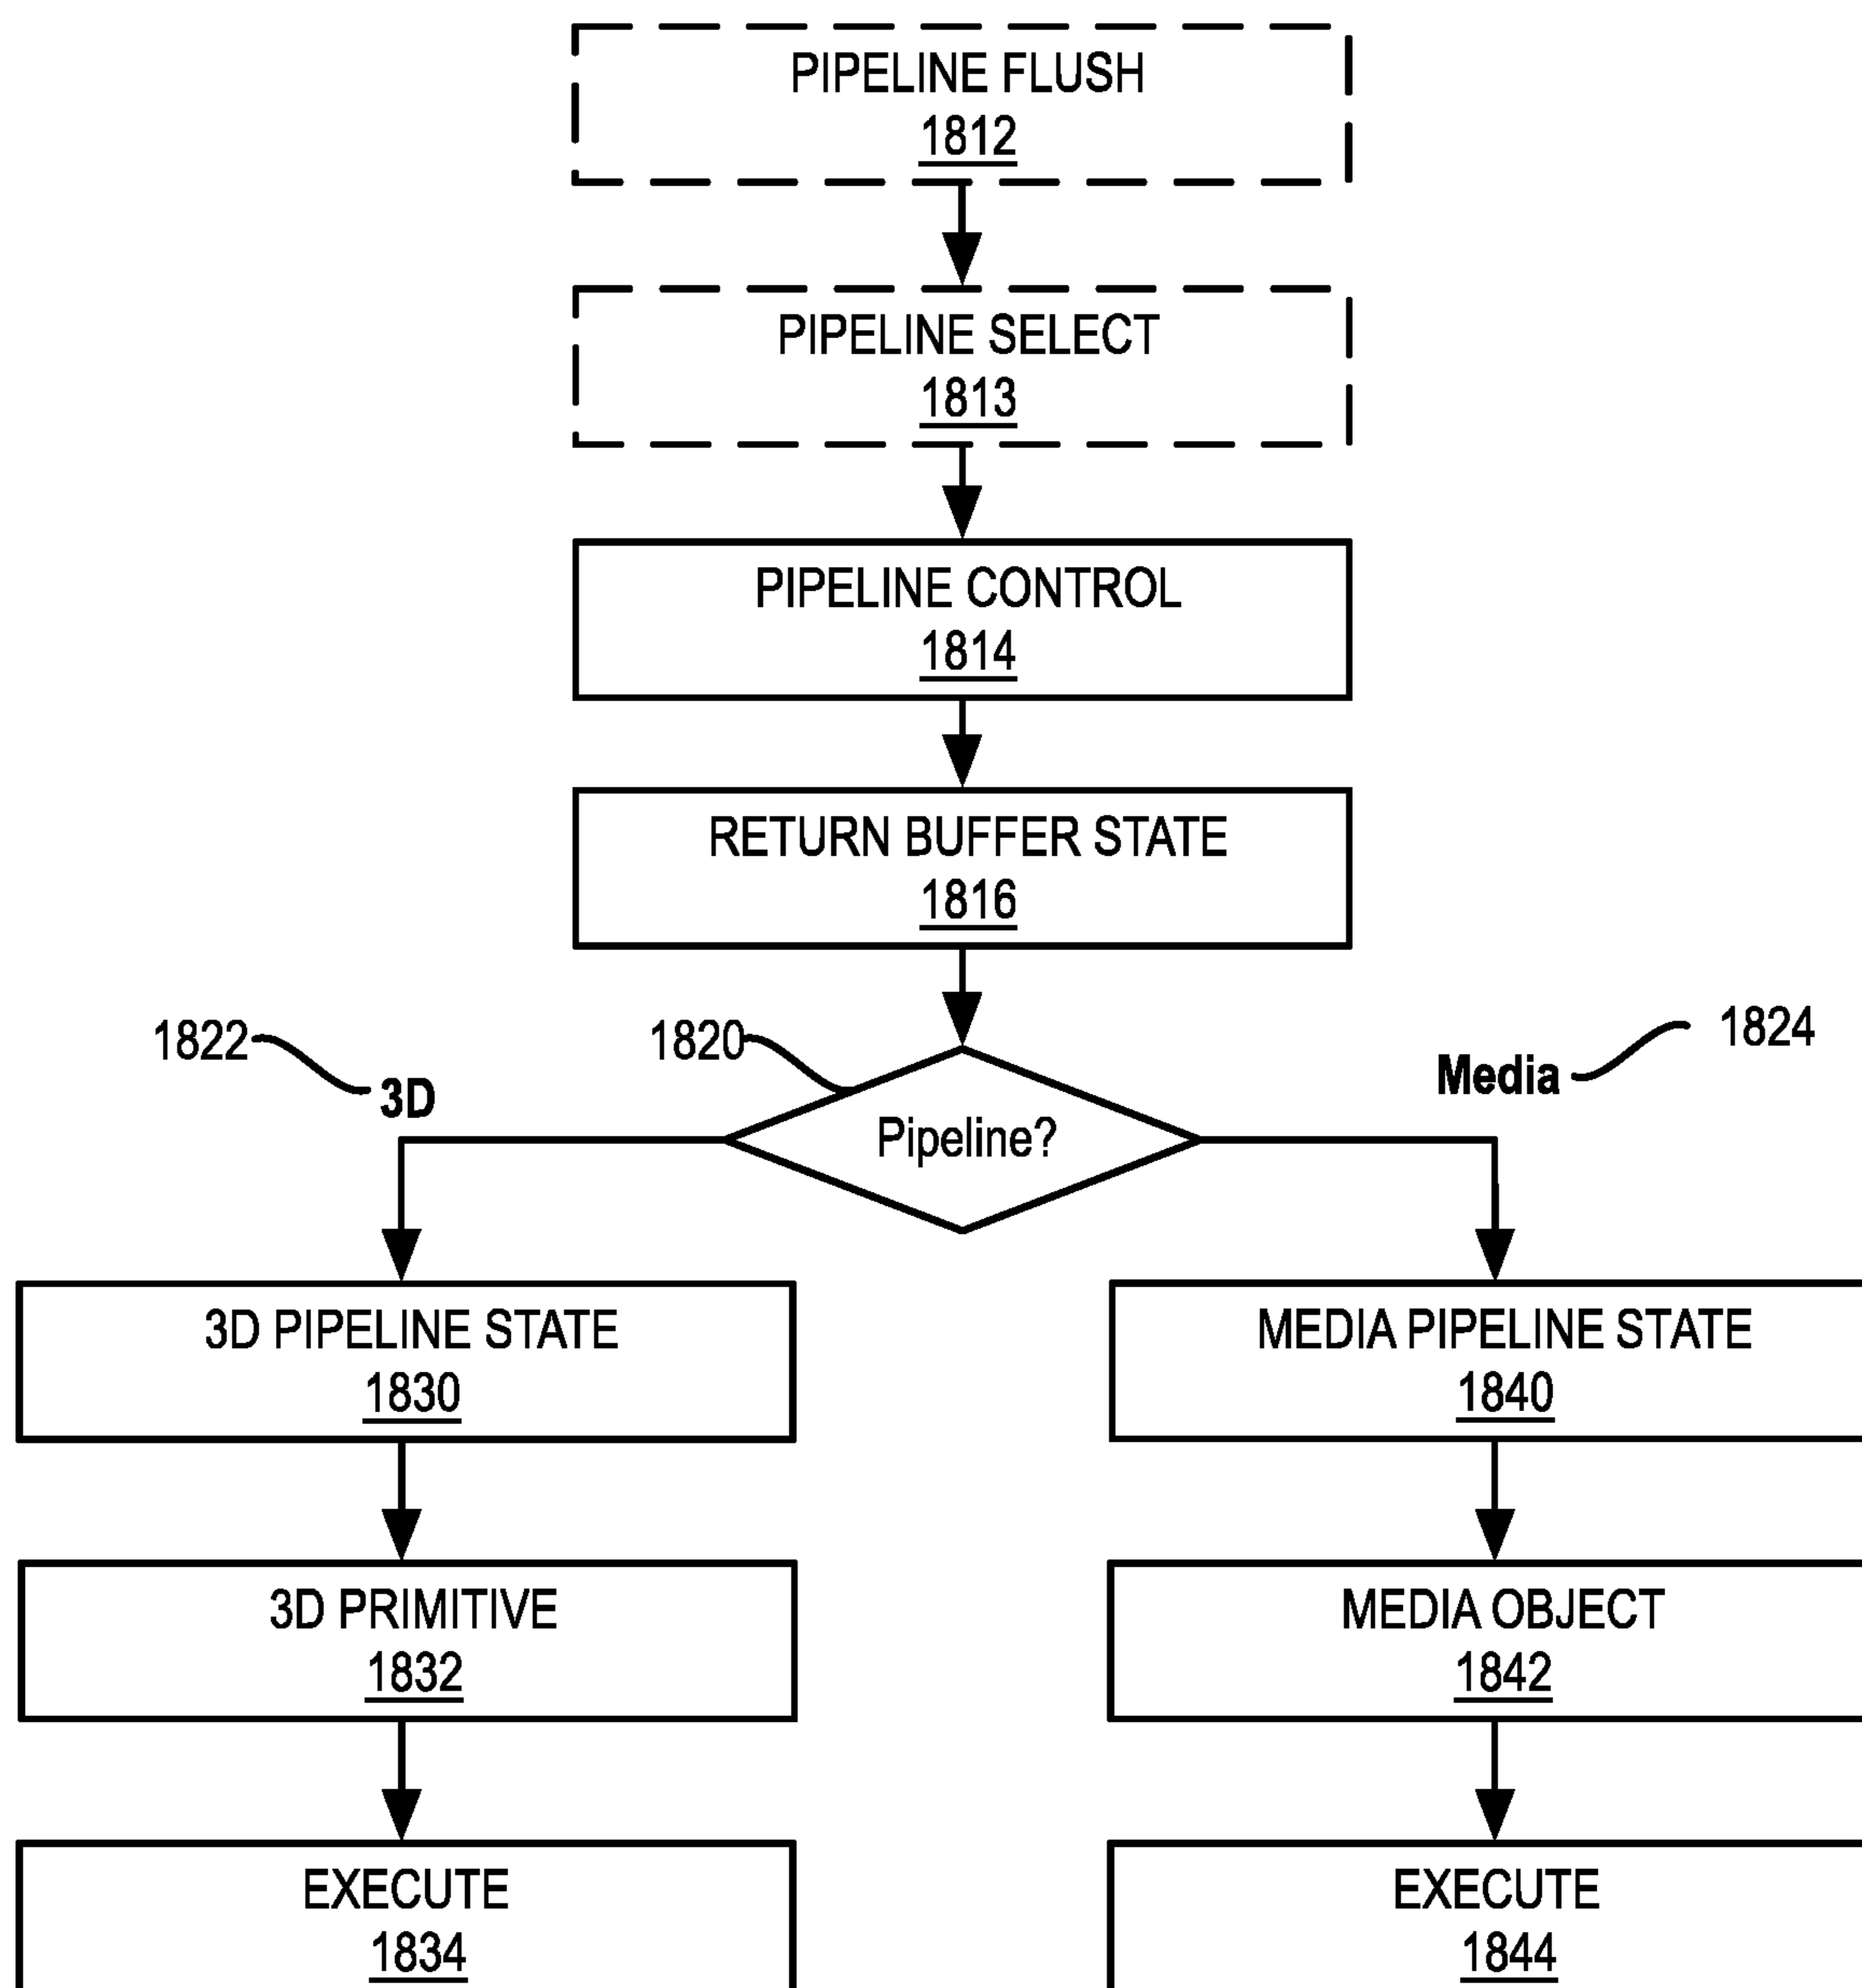 PIPELINE FLUSH
1812
PIPELINE SELECT
1813
PIPELINE CONTROL
1814
RETURN BUFFER STATE
1816
1822
3D
1820
Pipeline?
Media
1824
3D PIPELINE STATE
1830
MEDIA PIPELINE STATE
1840
3D PRIMITIVE
1832
MEDIA OBJECT
1842
EXECUTE
1834
EXECUTE
1844